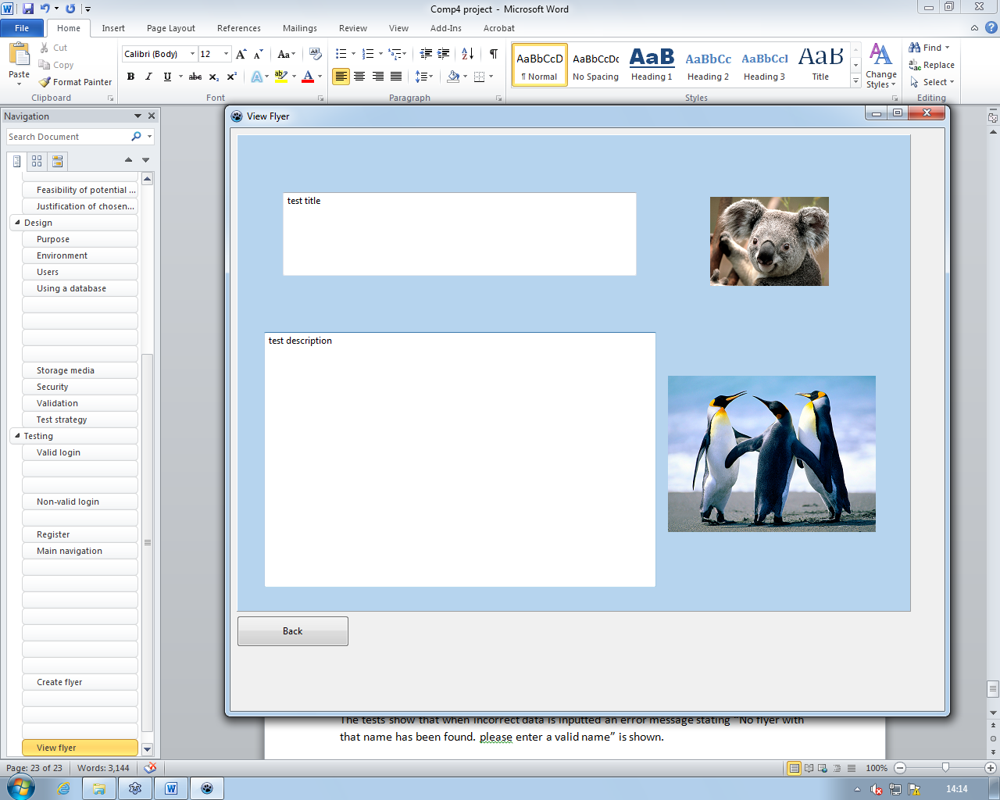 Comp4 project - Microsoft Word
File Home Insert Page Layout References Mailings Review View Add-Ins Acrobat
Paste
Cut
Copy
Format Painter
Clipboard
Calibri (Body) 12
Font
Paragraph
AaBbCcD AaBbCcDc AaB AaBbCc AaBbCcI AaB
¶ Normal No Spacing Heading 1 Heading 2 Heading 3 Title
Change Styles
Styles
Find
Replace
Select
Editing
Navigation
Search Document
Feasibility of potential ...
Justification of chosen...
Design
Purpose
Environment
Users
Using a database
Storage media
Security
Validation
Test strategy
Testing
Valid login
Non-valid login
Register
Main navigation
Create flyer
View flyer
View Flyer
test title
test description
Back
The tests show that when incorrect data is inputted an error message stating "No flyer with
that name has been found. please enter a valid name" is shown.
Page: 23 of 23 Words: 3,144 100%
14:14